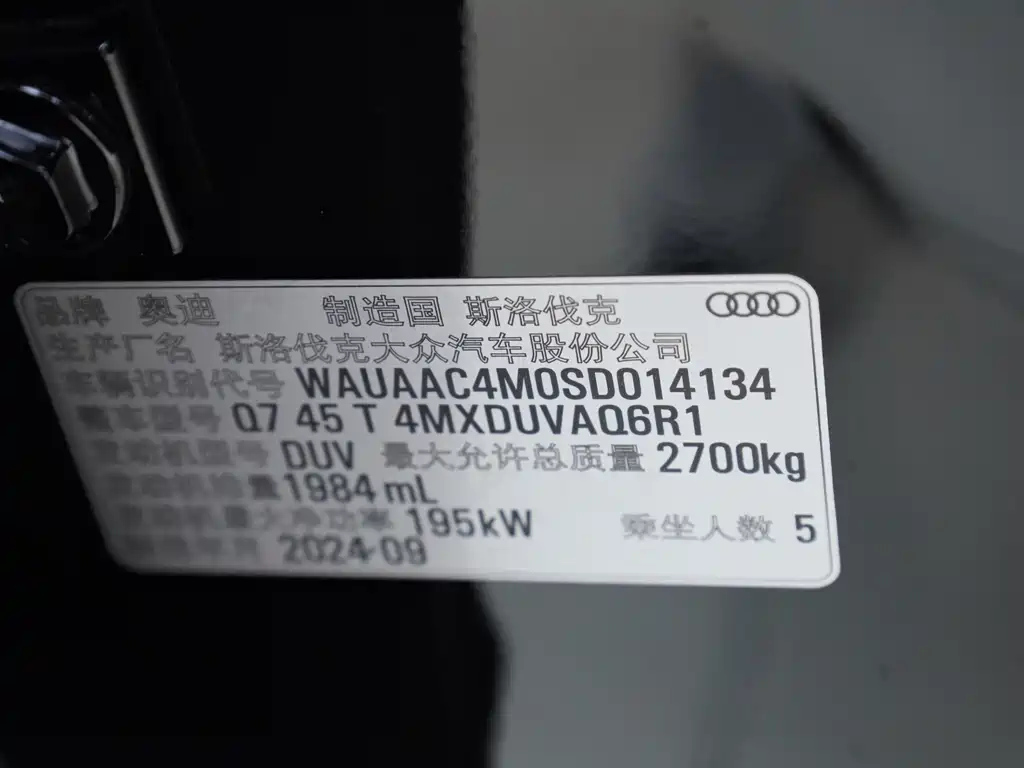 品牌 奥迪 制造国 斯洛伐克
生产厂名 斯洛伐克大众汽车股份公司
车辆识别代号 WAUAAC4M0SD014134
整车型号 Q7 45 T 4MXDUVAQ6R1
发动机型号 DUV 最大允许总质量 2700kg
发动机排量 1984 mL
发动机最大净功率 195kW 乘坐人数 5
制造年月 2024-09